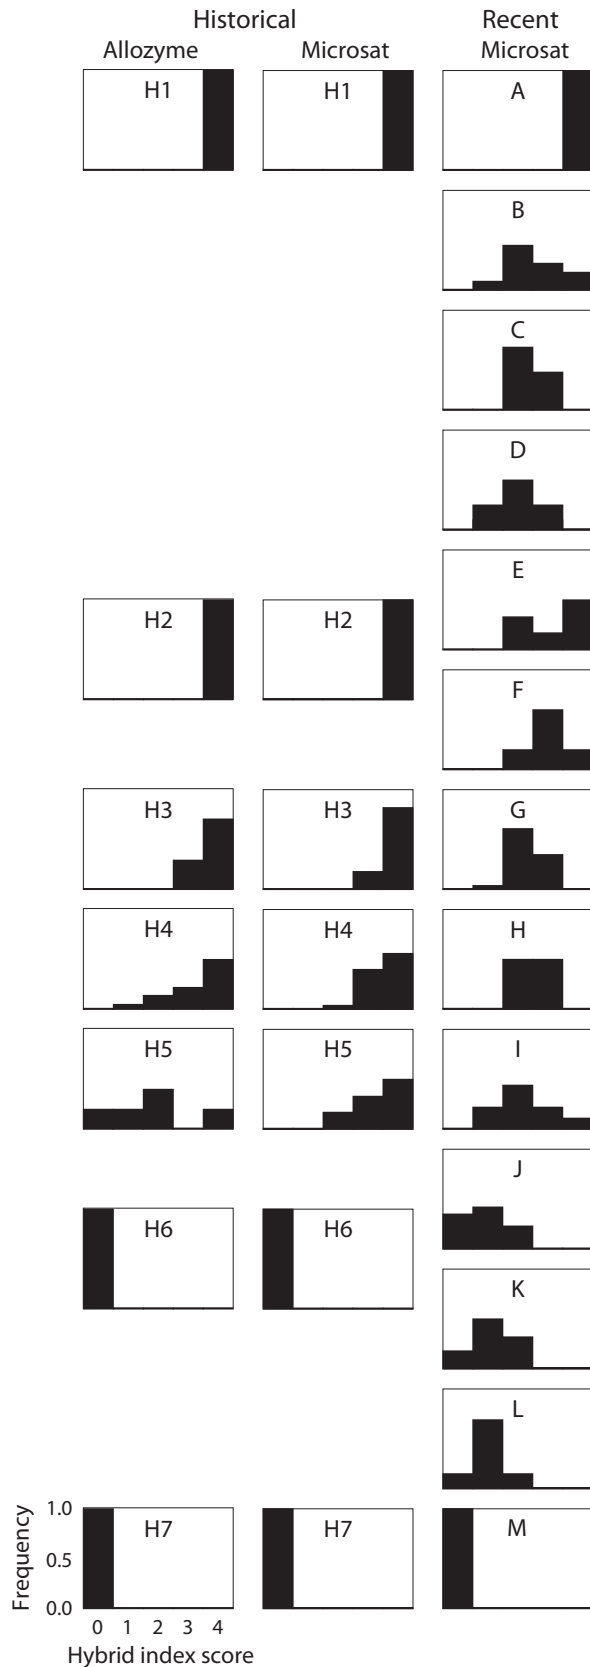 Historical Recent
Allozyme Microsat Microsat
H1 H1 A
B
C
D
E
H2 H2
F
H3 H3 G
H4 H4 H
H5 H5 I
J
H6 H6
K
L
1.0
H7 H7 M
Frequency
0.5
0.0
0 1 2 3 4
Hybrid index score